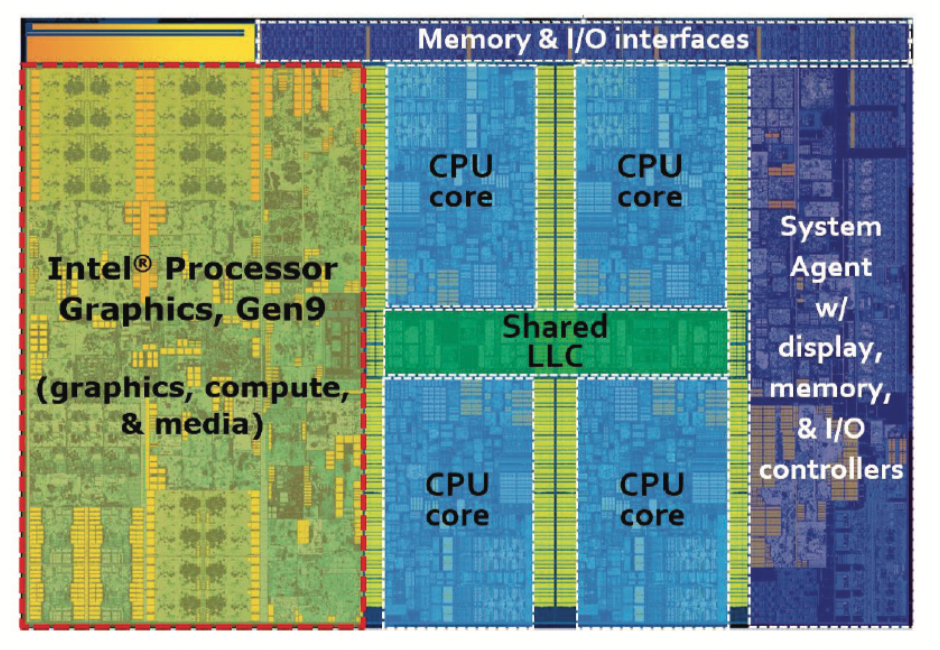 Memory & I/O interfaces
CPU
core
CPU
core
Intel® Processor
Graphics, Gen9
(graphics, compute,
& media)
Shared
LLC
System
Agent
w/
display,
memory,
& I/O
controllers
CPU
core
CPU
core